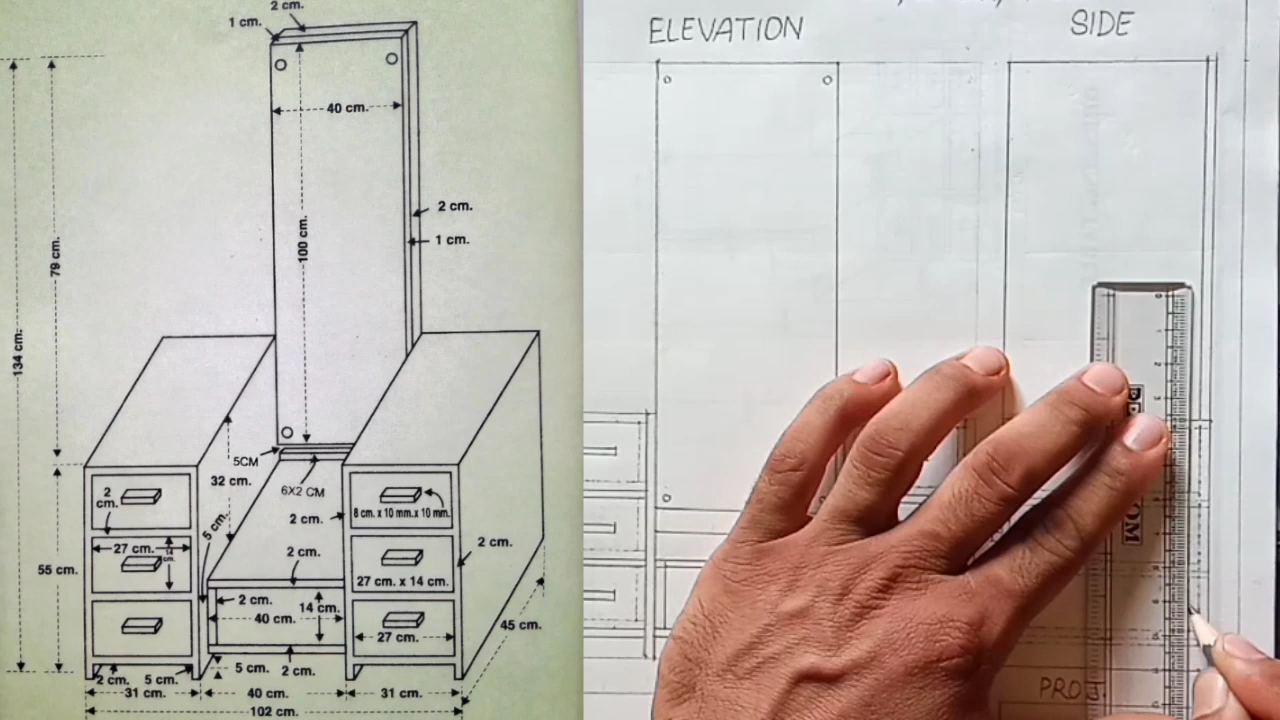 2 cm.
1 cm.
40 cm.
2 cm.
1 cm.
100 cm.
79 cm.
134 cm.
5CM
32 cm.
6X2 CM
2 cm.
8 cm. x 10 mm. x 10 mm.
2 cm.
5 cm.
27 cm.
14 cm.
2 cm.
2 cm.
55 cm.
27 cm. x 14 cm.
2 cm.
14 cm.
40 cm.
27 cm.
45 cm.
5 cm.
2 cm.
2 cm.
5 cm.
31 cm.
40 cm.
31 cm.
102 cm.
ELEVATION
SIDE
PROJ.